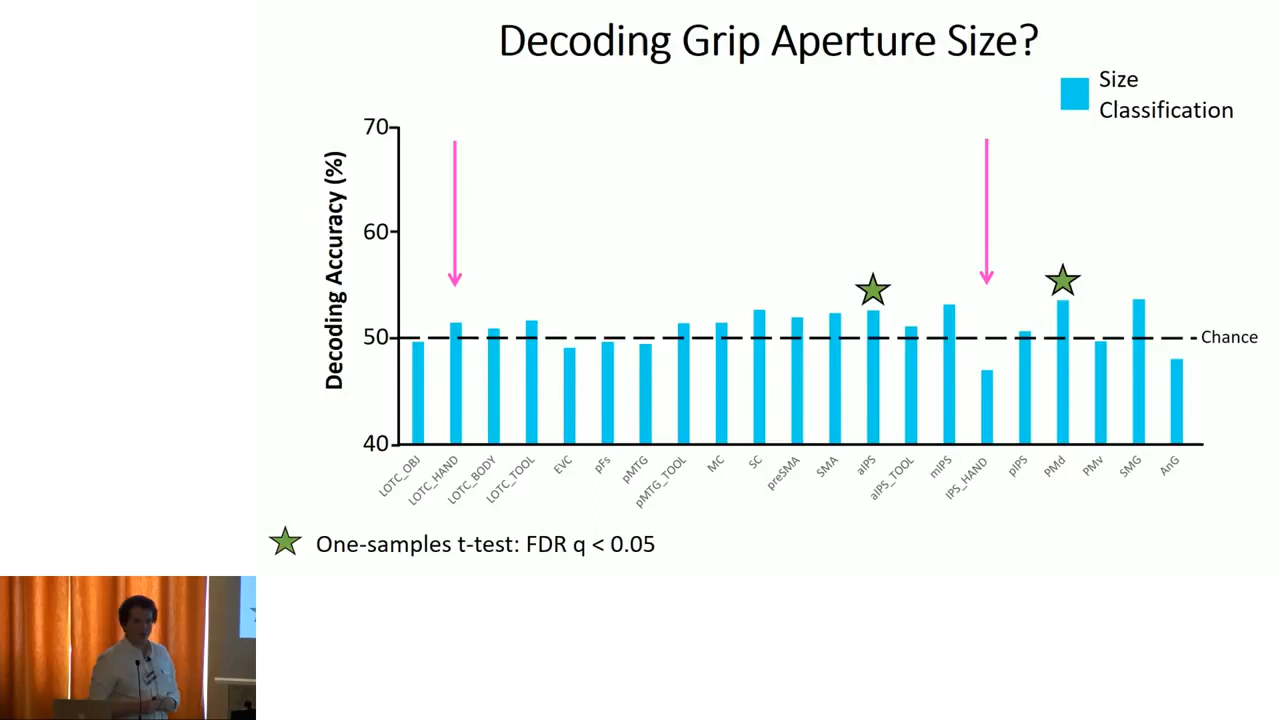 Decoding Grip Aperture Size?
Size
Classification
Decoding Accuracy (%)
70
60
50
40
Chance
LOTC_OBJ
LOTC_HAND
LOTC_BODY
LOTC_TOOL
EVC
pFs
pMTG
pMTG_TOOL
MC
SC
preSMA
SMA
aIPS
aIPS_TOOL
mIPS
IPS_HAND
pIPS
PMd
PMv
SMG
AnG
One-samples t-test: FDR q < 0.05